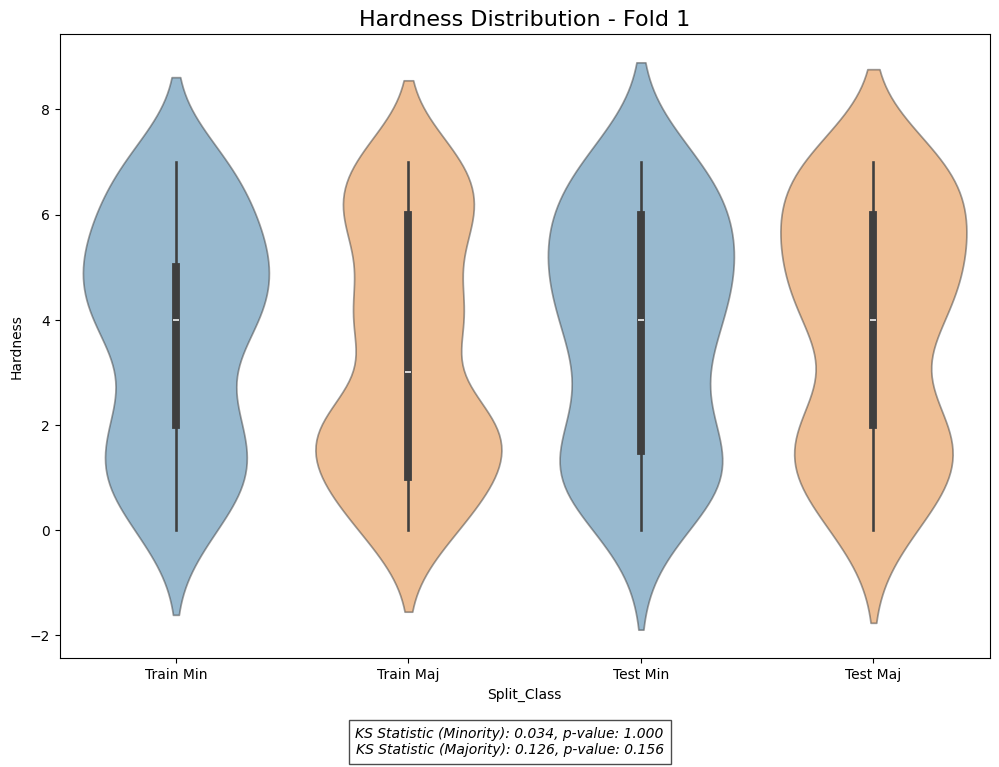 Hardness Distribution - Fold 1
Hardness
8
6
4
2
0
−2
Train Min
Train Maj
Test Min
Test Maj
Split_Class
KS Statistic (Minority): 0.034, p-value: 1.000
KS Statistic (Majority): 0.126, p-value: 0.156